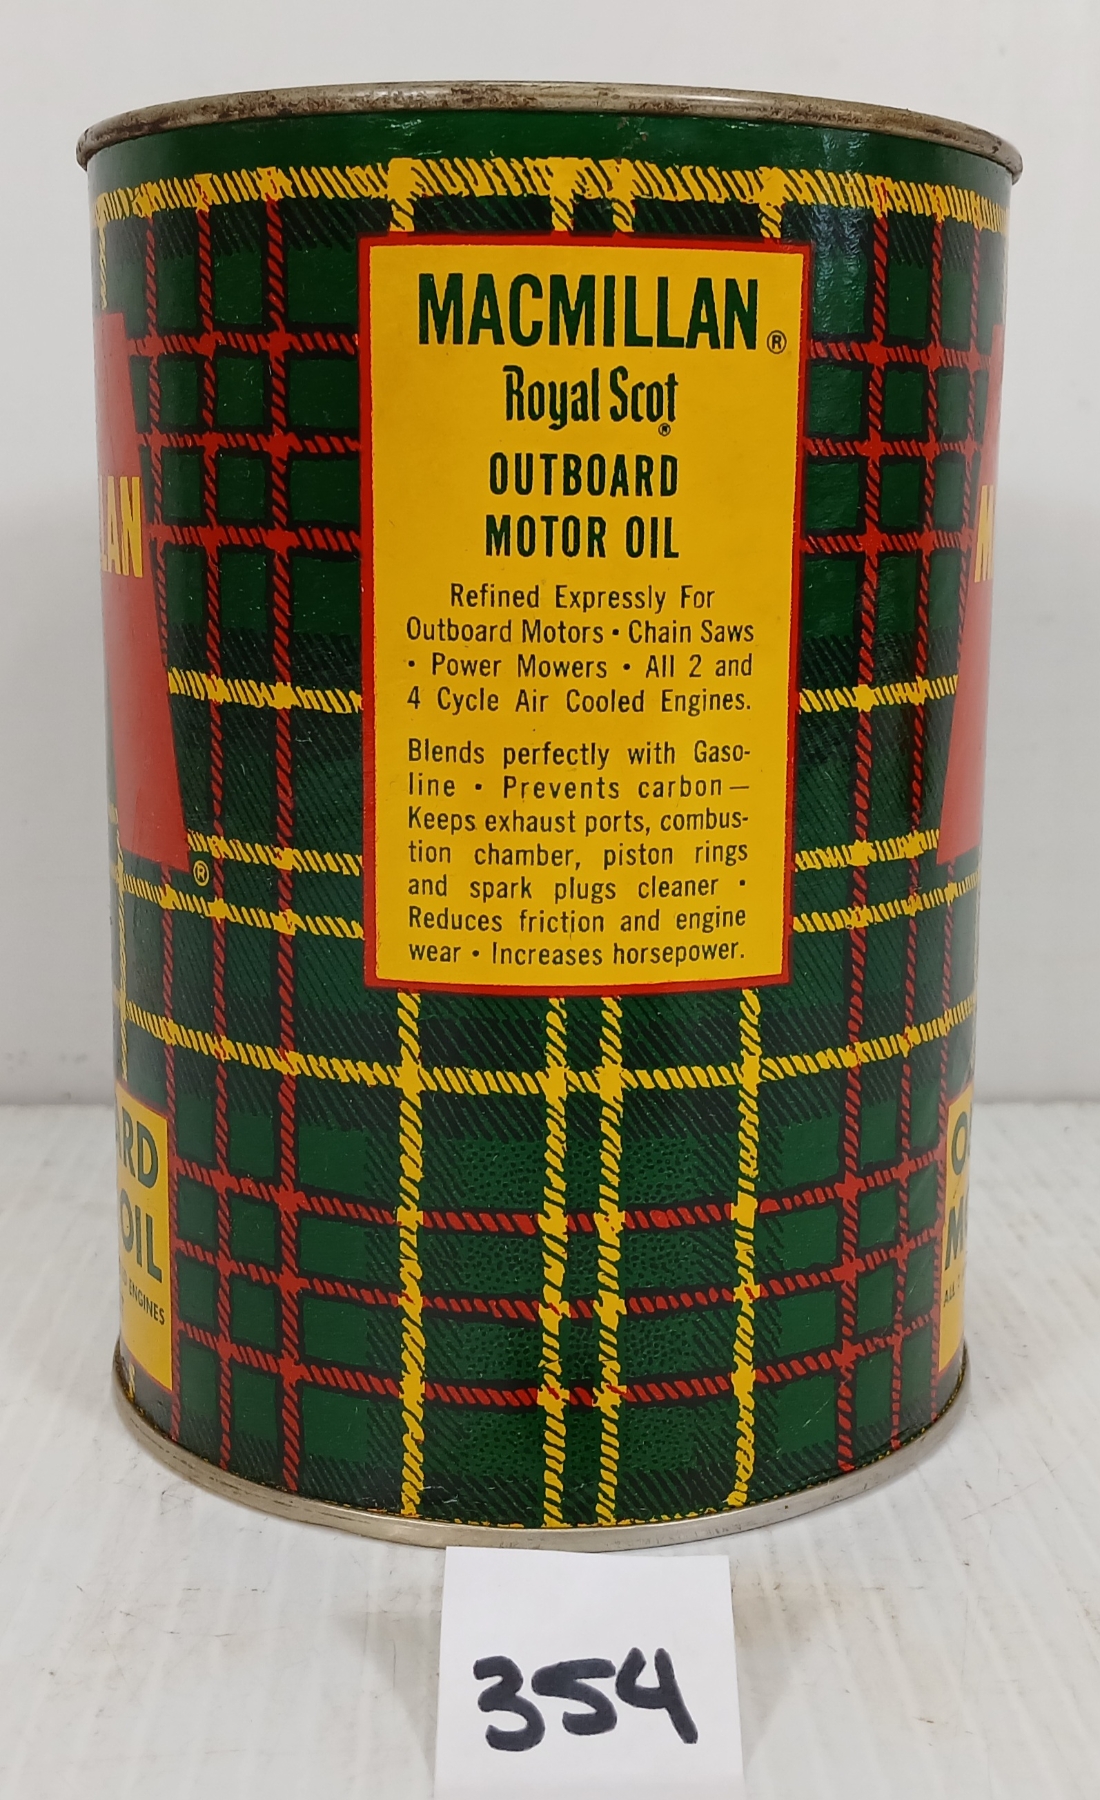 MACMILLAN®
Royal Scot®
OUTBOARD
MOTOR OIL
Refined Expressly For
Outboard Motors • Chain Saws
• Power Mowers • All 2 and
4 Cycle Air Cooled Engines.
Blends perfectly with Gaso-
line • Prevents carbon—
Keeps exhaust ports, combus-
tion chamber, piston rings
and spark plugs cleaner •
Reduces friction and engine
wear • Increases horsepower.
®
OIL
ENGINES
354